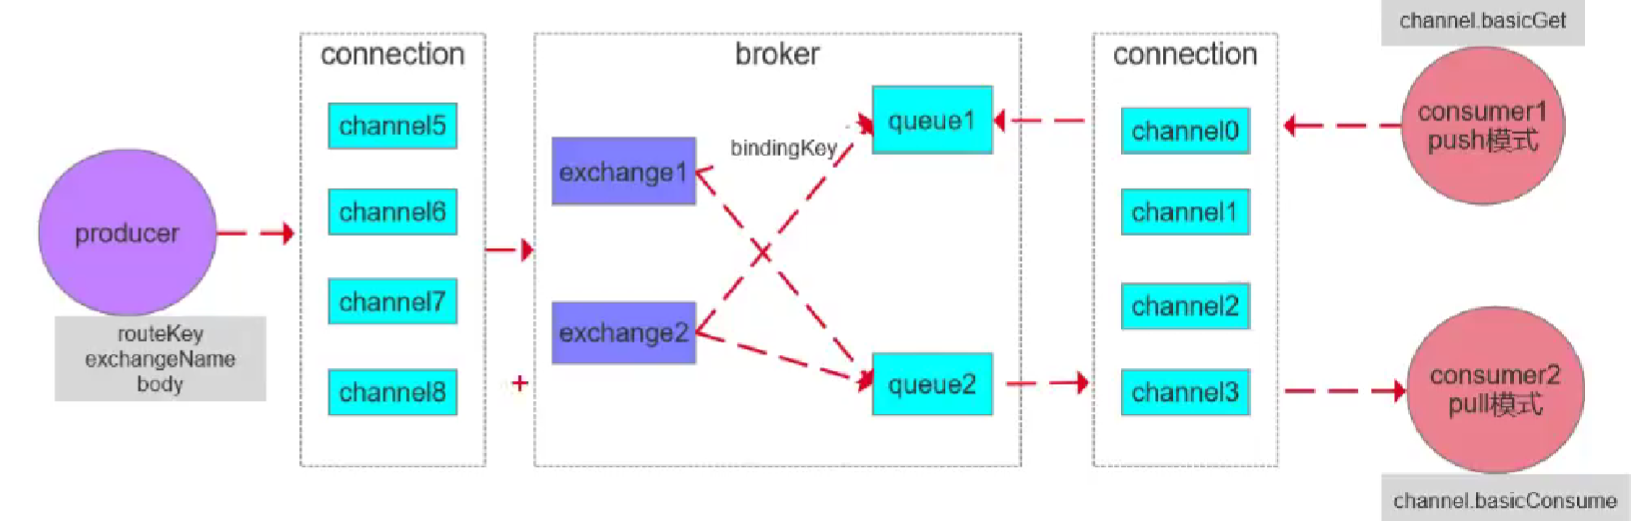 producer
routeKey
exchangeName
body
connection
channel5
channel6
channel7
channel8
broker
exchange1
exchange2
bindingKey
queue1
queue2
connection
channel0
channel1
channel2
channel3
channel.basicGet
consumer1
push模式
consumer2
pull模式
channel.basicConsume